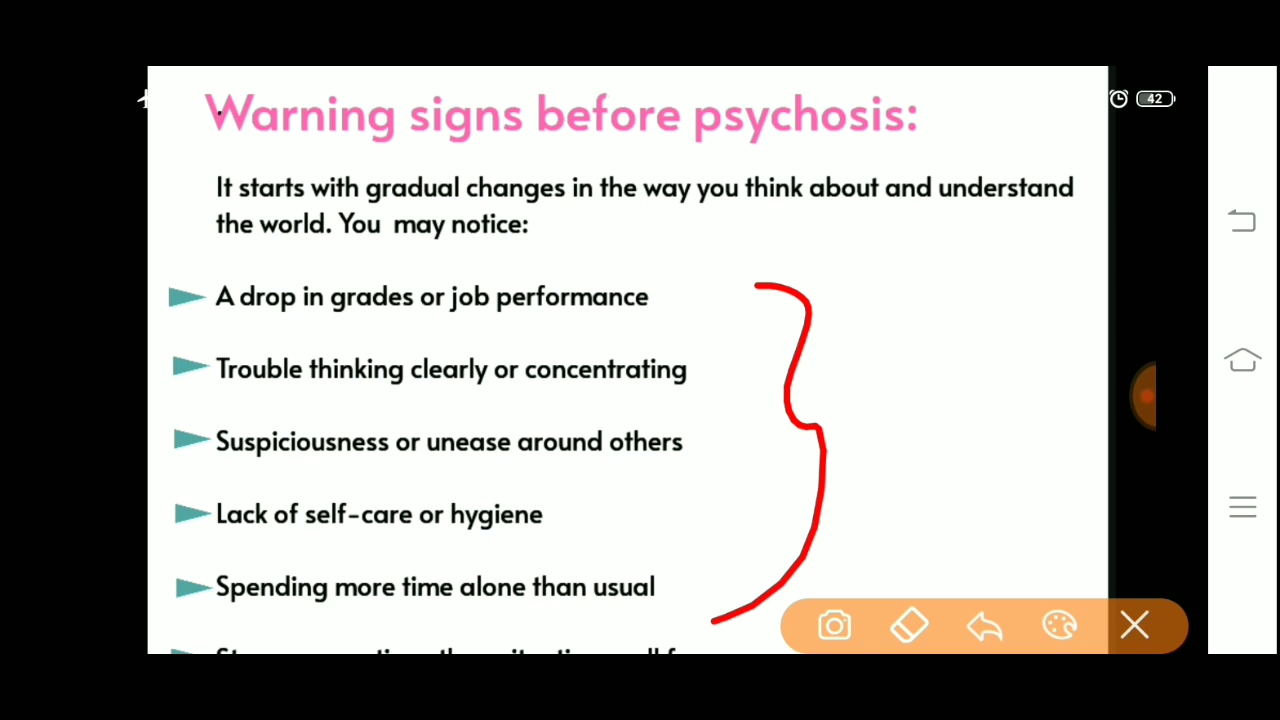 Warning signs before psychosis:
42
It starts with gradual changes in the way you think about and understand
the world. You may notice:
A drop in grades or job performance
Trouble thinking clearly or concentrating
Suspiciousness or unease around others
Lack of self-care or hygiene
Spending more time alone than usual